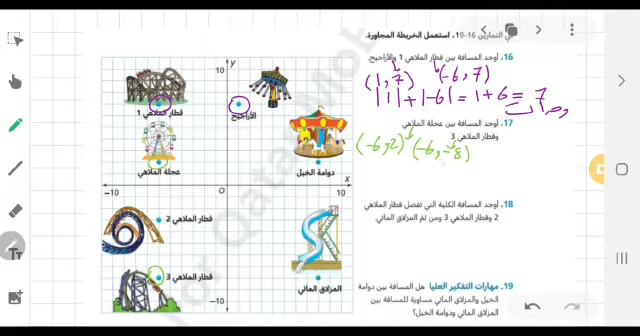 في التمارين 16-19، استعمل الخريطة المجاورة.
16. أوجد المسافة بين قطار الملاهي 1 والأراجيح.
(1, 7) (-6, 7)
|1| + |-6| = 1 + 6 = 7
وحدات
17. أوجد المسافة بين عجلة الملاهي
وقطار الملاهي 3
(-6, 2) (-6, -8)
18. أوجد المسافة الكلية التي تفصل قطار الملاهي
2 وقطار الملاهي 3 ومن ثم المزلاق المائي.
19. مهارات التفكير العليا هل المسافة بين دوامة
الخيل والمزلاق المائي مساوية للمسافة بين
المزلاق المائي ودوامة الخيل؟
y
10
قطار الملاهي 1
الأراجيح
عجلة الملاهي
دوامة الخيل
x
-10
O
10
قطار الملاهي 2
قطار الملاهي 3
المزلاق المائي
-10
Tт